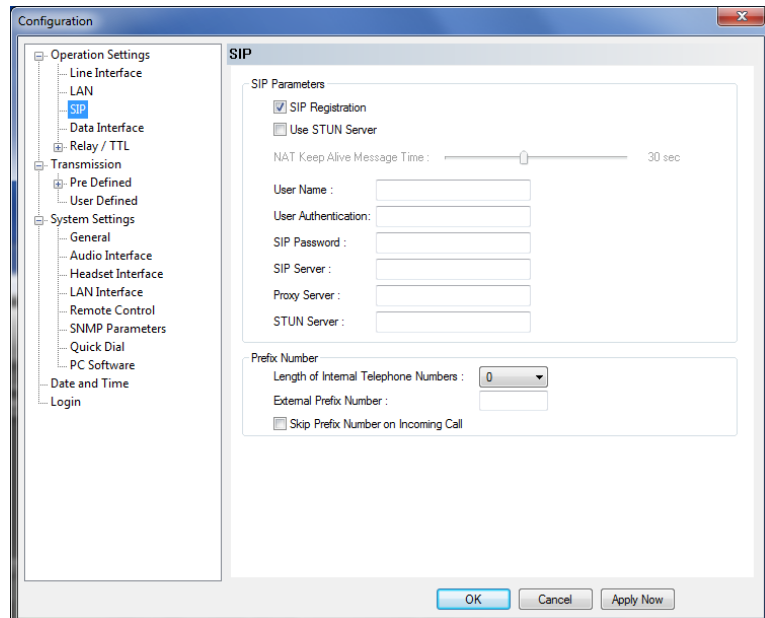 Configuration
Operation Settings
Line Interface
LAN
SIP
Data Interface
Relay / TTL
Transmission
Pre Defined
User Defined
System Settings
General
Audio Interface
Headset Interface
LAN Interface
Remote Control
SNMP Parameters
Quick Dial
PC Software
Date and Time
Login
SIP
SIP Parameters
SIP Registration
Use STUN Server
NAT Keep Alive Message Time : 30 sec
User Name :
User Authentication:
SIP Password :
SIP Server :
Proxy Server :
STUN Server :
Prefix Number
Length of Internal Telephone Numbers : 0
External Prefix Number :
Skip Prefix Number on Incoming Call
OK Cancel Apply Now